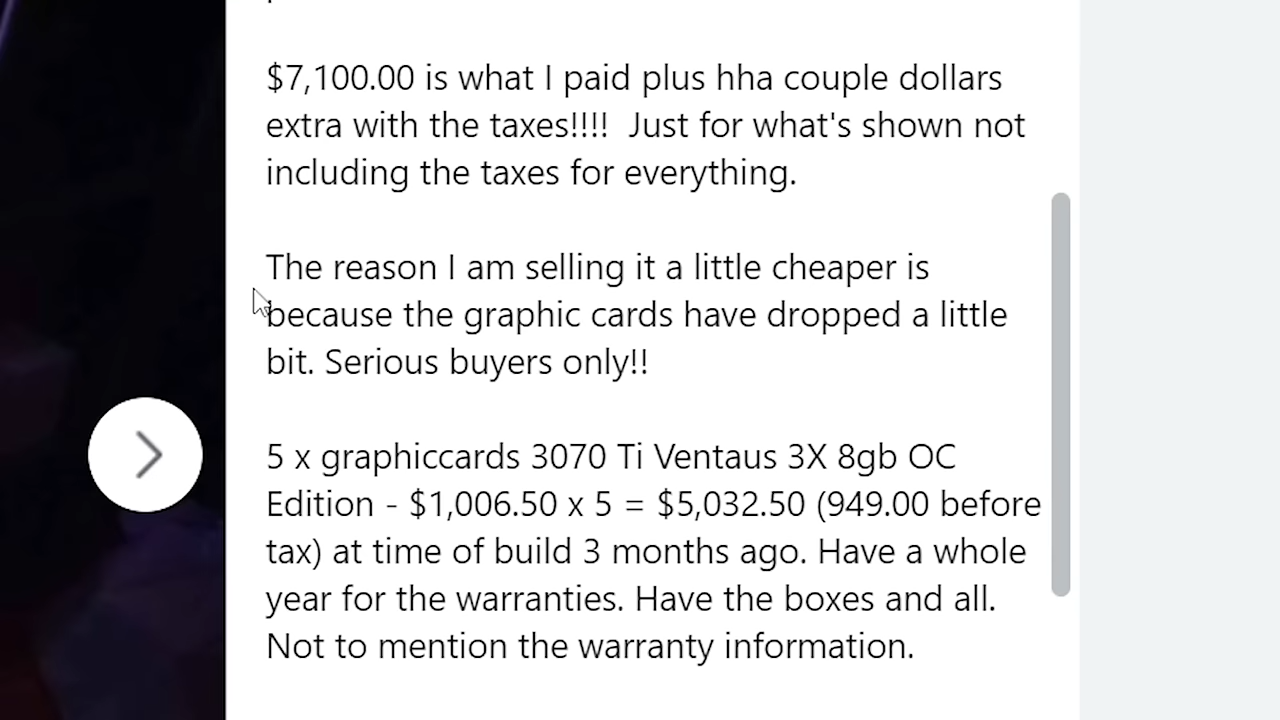 $7,100.00 is what I paid plus hha couple dollars
extra with the taxes!!!!  Just for what's shown not
including the taxes for everything.
The reason I am selling it a little cheaper is
because the graphic cards have dropped a little
bit. Serious buyers only!!
5 x graphiccards 3070 Ti Ventaus 3X 8gb OC
Edition - $1,006.50 x 5 = $5,032.50 (949.00 before
tax) at time of build 3 months ago. Have a whole
year for the warranties. Have the boxes and all.
Not to mention the warranty information.